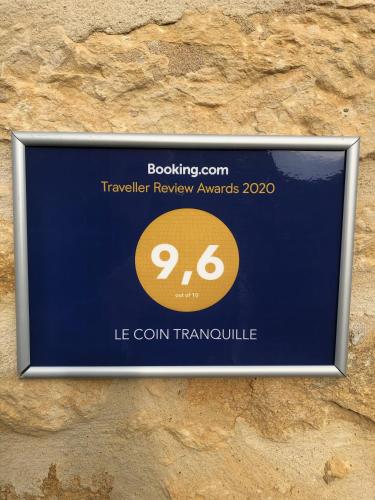 Booking.com
Traveller Review Awards 2020
9,6
out of 10
LE COIN TRANQUILLE